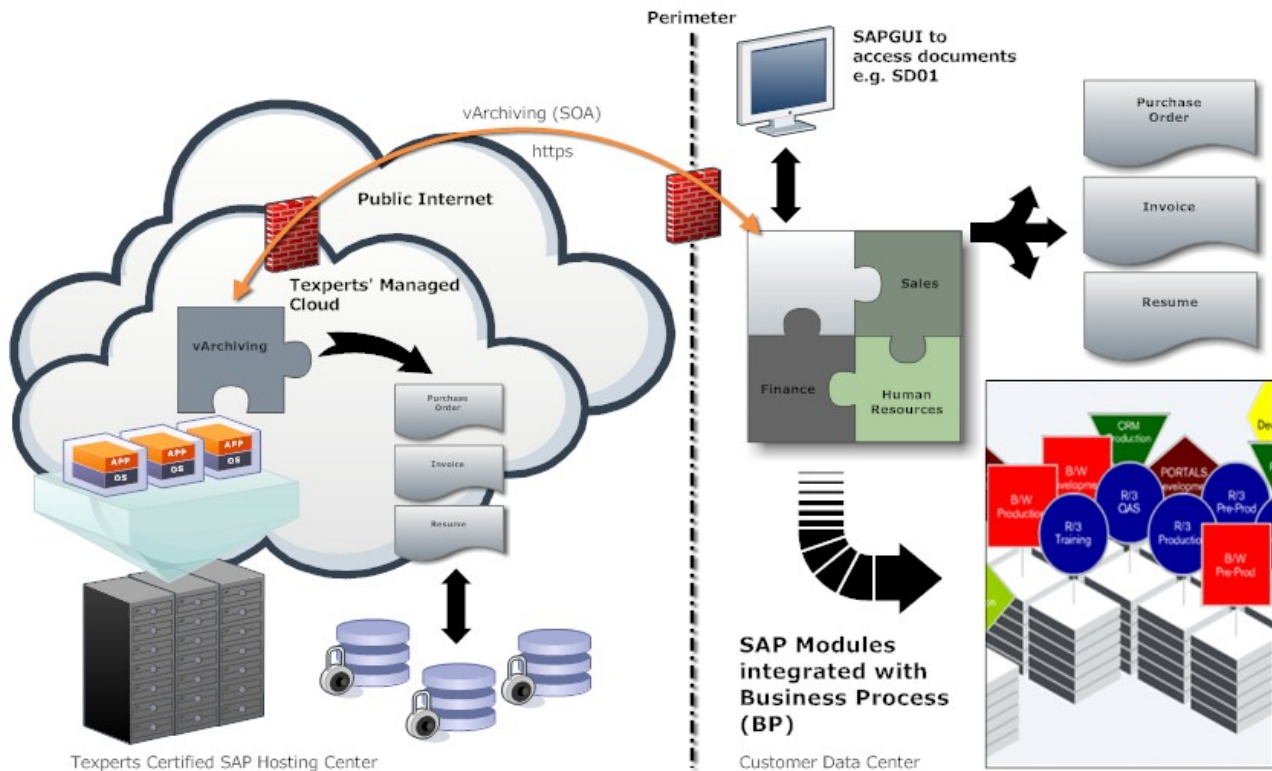 Perimeter
SAPGUI to
access documents
e.g. SD01
vArchiving (SOA)
https
Public Internet
Texperts' Managed
Cloud
vArchiving
Purchase
Order
Invoice
Resume
APP
OS
APP
OS
APP
OS
Texperts Certified SAP Hosting Center
Sales
Finance
Human
Resources
Purchase
Order
Invoice
Resume
SAP Modules
integrated with
Business Process
(BP)
Customer Data Center
CRM
Production
B/W
Development
B/W
Production
R/3
QAS
PORTALS
R/3
Pre-Prod
R/3
Training
R/3
Production
B/W
Pre-Prod